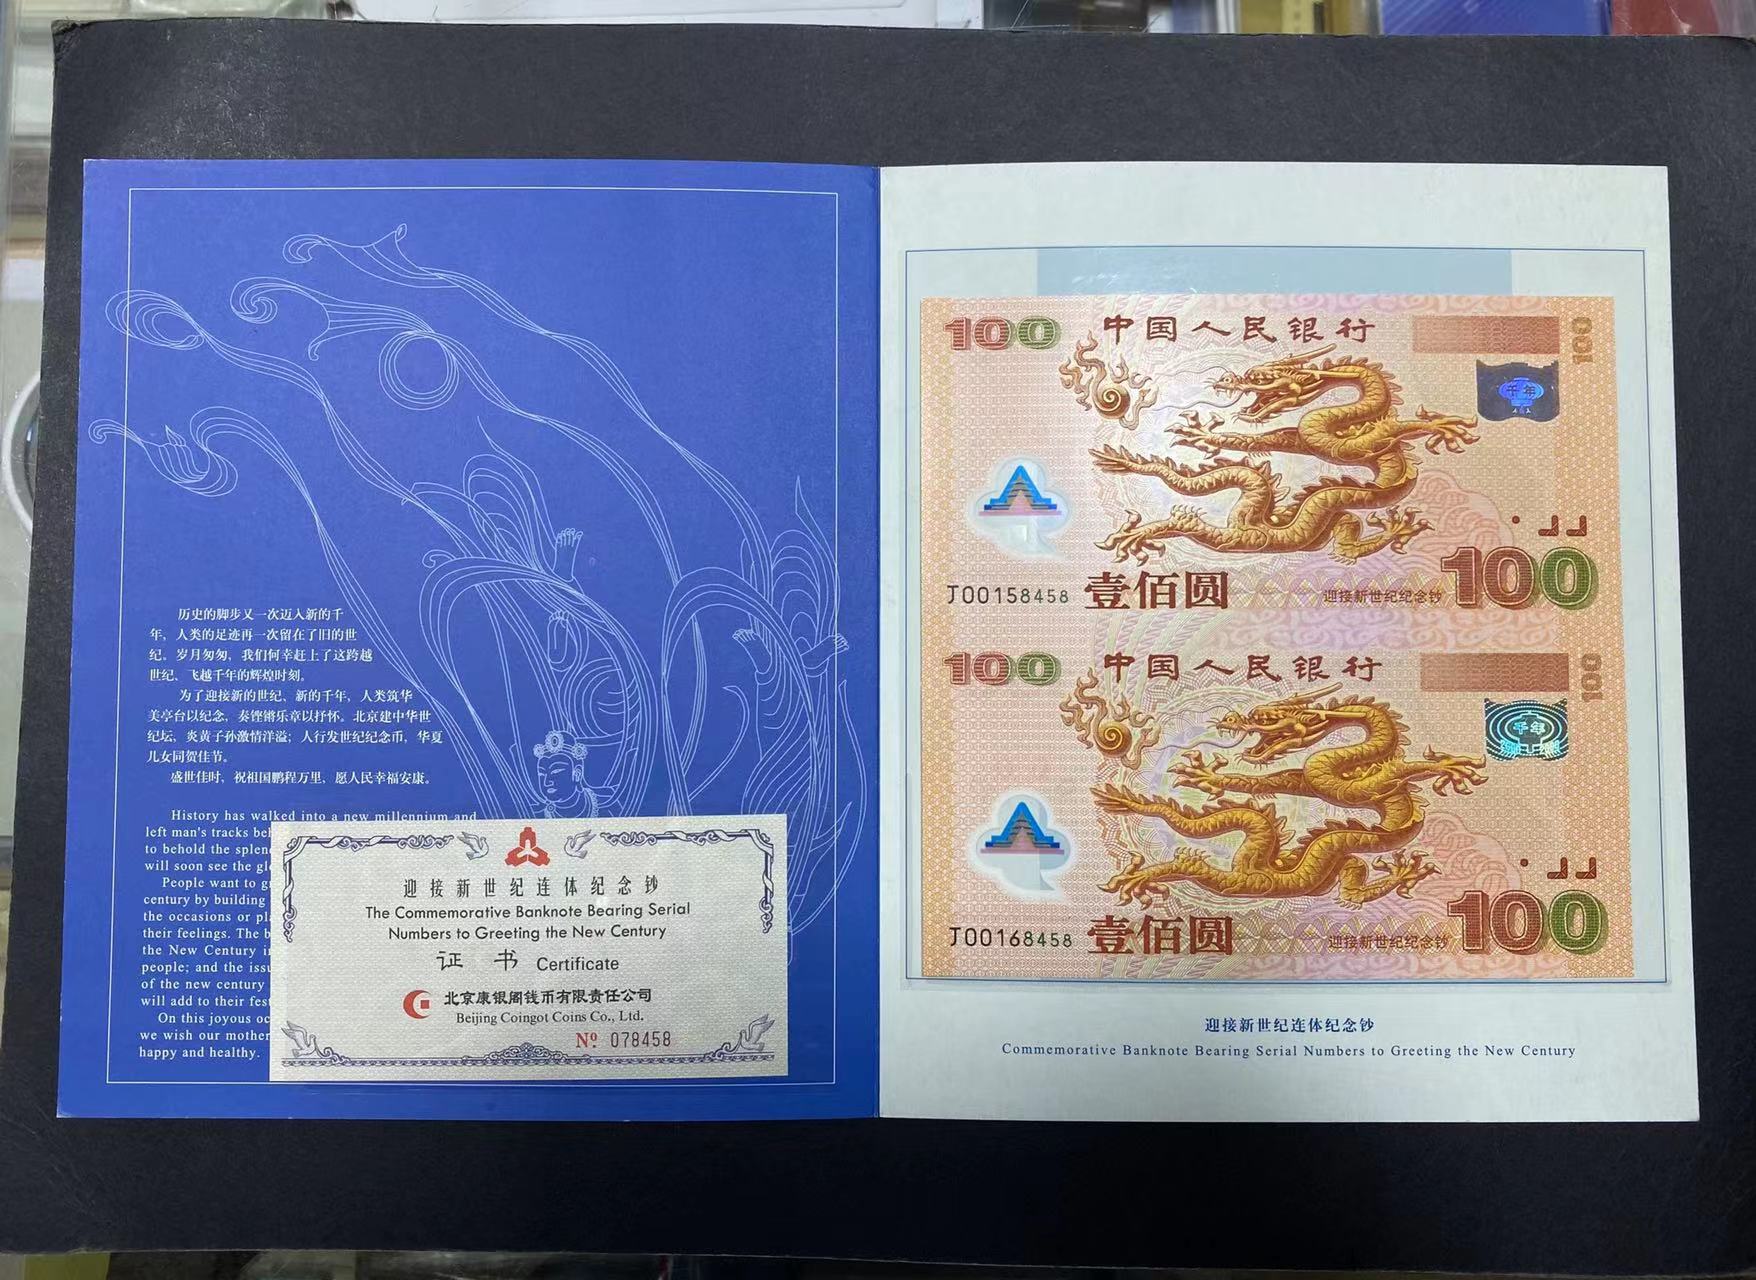 历史的脚步又一次迈入新的千
年，人类的足迹再一次留在了旧的世
纪。岁月匆匆，我们何幸赶上了这跨越
世纪、飞越千年的辉煌时刻。
为了迎接新的世纪、新的千年，人类筑华
美亭台以纪念，奏铿锵乐章以抒怀。北京建中华世
纪坛，炎黄子孙激情洋溢；人行发世纪纪念币，华夏
儿女同贺佳节。
盛世佳时，祝祖国鹏程万里，愿人民幸福安康。
History has walked into a new millennium and
left man's tracks
to behold the
will soon see the
People want to
century by building
the occasions or
their feelings. The
the New Century
people; and the
of the new century
will add to their
On this joyous
we wish our
happy and healthy.
迎接新世纪连体纪念钞
The Commemorative Banknote Bearing Serial
Numbers to Greeting the New Century
证书 Certificate
北京康银阁钱币有限责任公司
Beijing Coingot Coins Co., Ltd.
№ 078458
100 中国人民银行 100
千年
J00158458 壹佰圆 迎接新世纪纪念钞 100
100 中国人民银行 100
千年
J00168458 壹佰圆 迎接新世纪纪念钞 100
迎接新世纪连体纪念钞
Commemorative Banknote Bearing Serial Numbers to Greeting the New Century